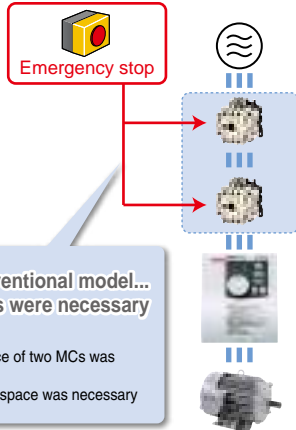 Emergency stop
entional model...
s were necessary
ce of two MCs was
space was necessary